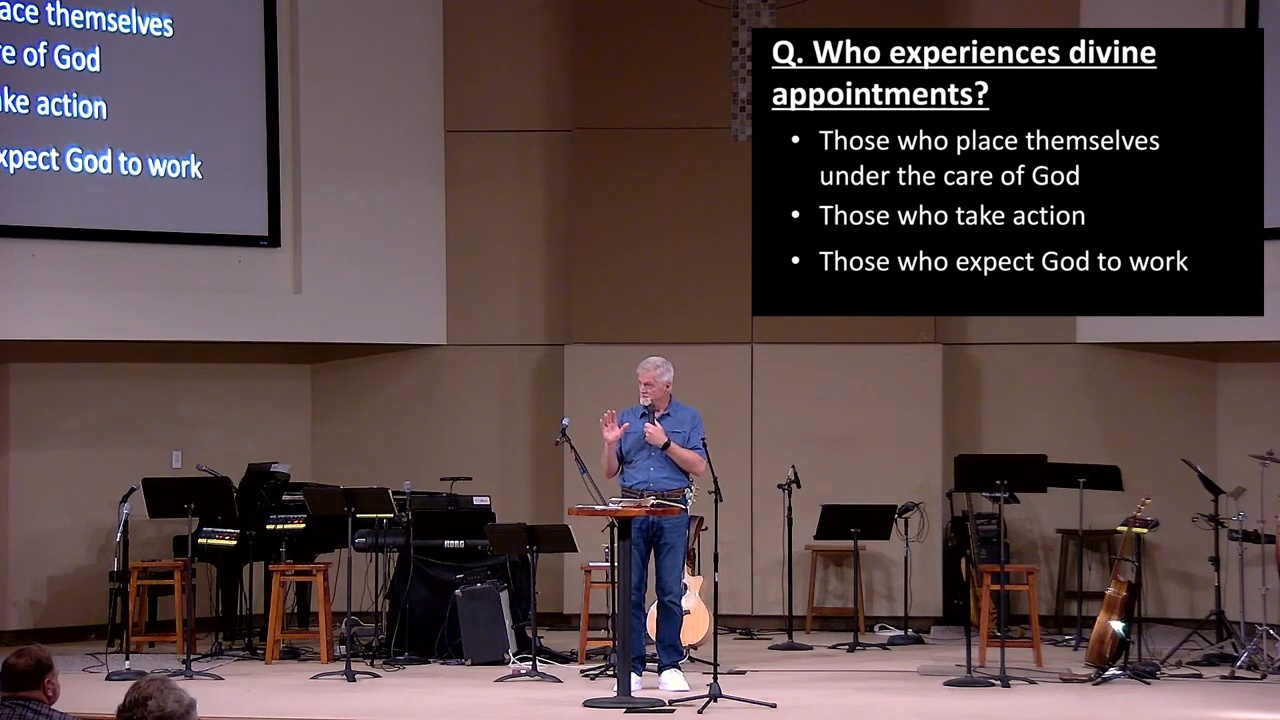 ace themselves
re of God
ake action
xpect God to work
Q. Who experiences divine
appointments?
• Those who place themselves
under the care of God
• Those who take action
• Those who expect God to work
KORG